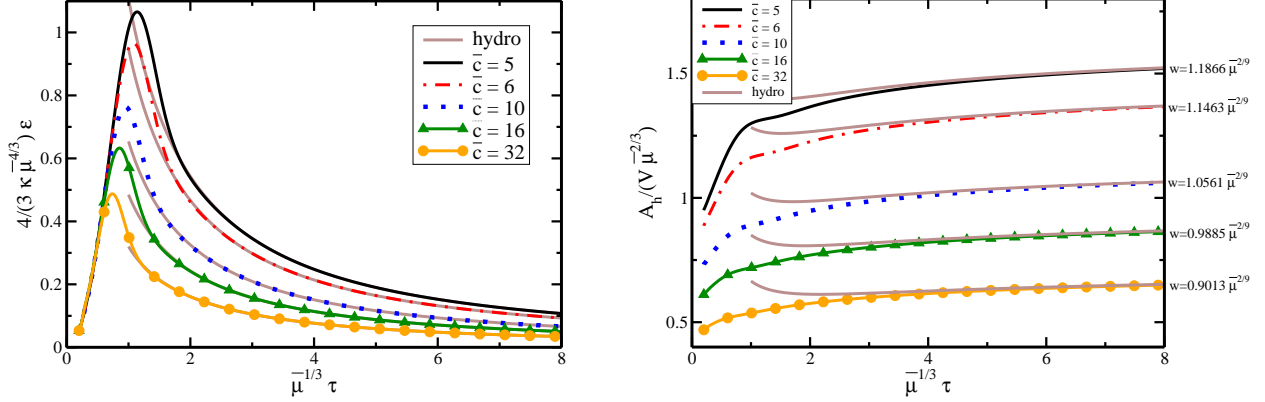 4/(3 κ μ̄^{-4/3}) ε
1
0.8
0.6
0.4
0.2
0
0
2
4
6
8
μ̄^{-1/3} τ
hydro
c̄ = 5
c̄ = 6
c̄ = 10
c̄ = 16
c̄ = 32
A_h/(V μ̄^{-2/3})
1.5
1
0.5
0
2
4
6
8
μ̄^{-1/3} τ
c̄ = 5
c̄ = 6
c̄ = 10
c̄ = 16
c̄ = 32
hydro
w=1.1866 μ̄^{-2/9}
w=1.1463 μ̄^{-2/9}
w=1.0561 μ̄^{-2/9}
w=0.9885 μ̄^{-2/9}
w=0.9013 μ̄^{-2/9}